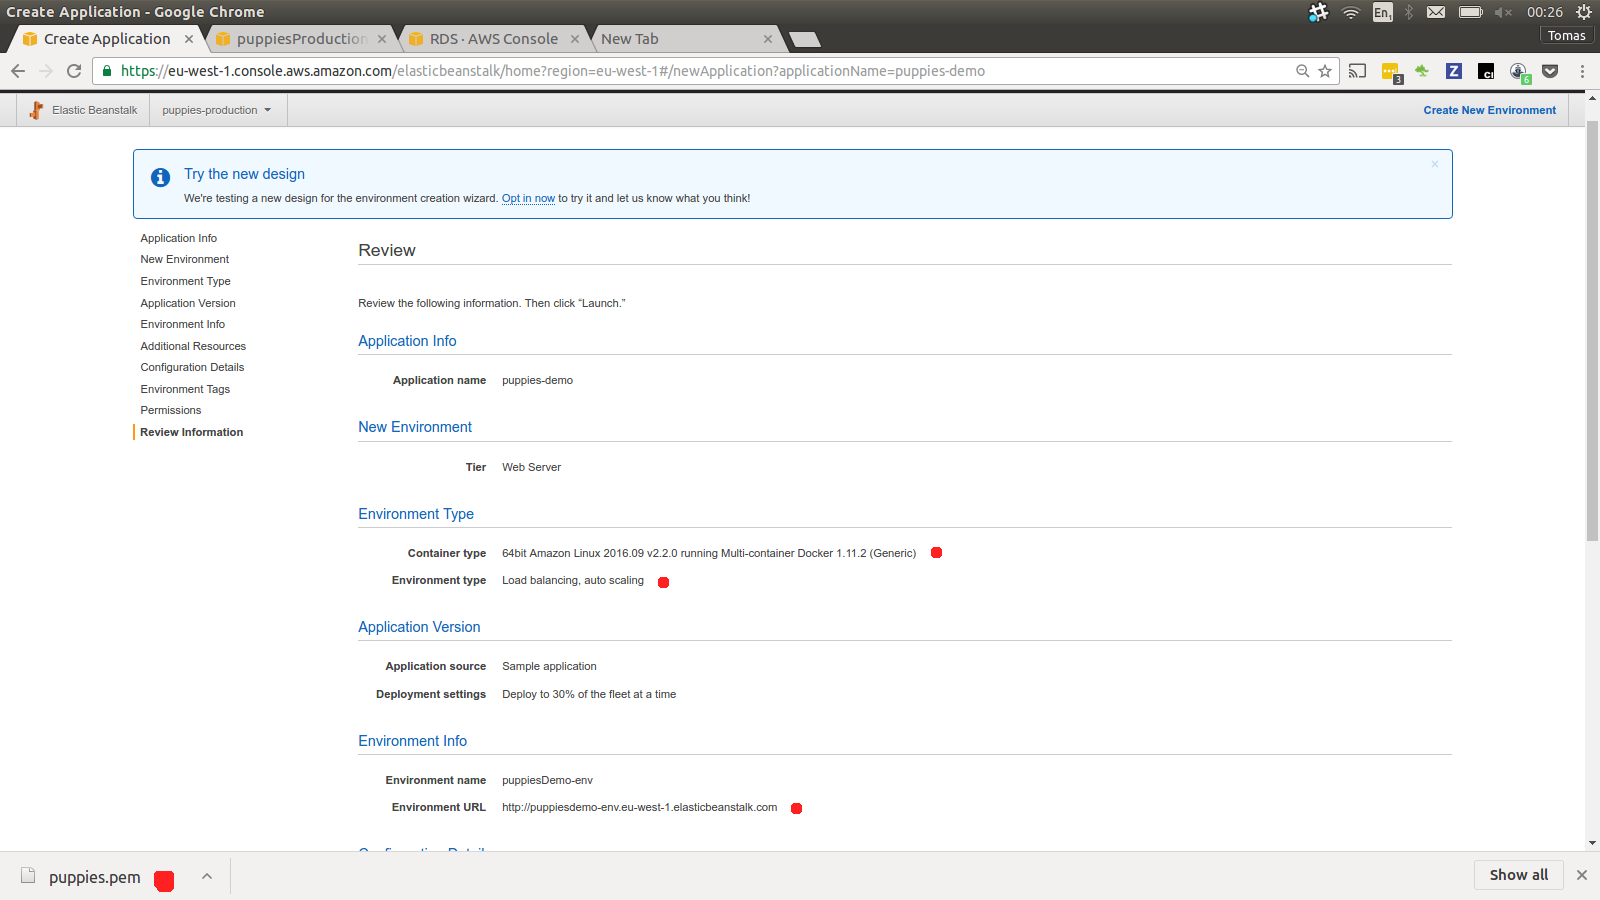 Create Application - Google Chrome
En1
00:26
Create Application
puppiesProduction
RDS · AWS Console
New Tab
Tomas
https://eu-west-1.console.aws.amazon.com/elasticbeanstalk/home?region=eu-west-1#/newApplication?applicationName=puppies-demo
3
Z
CI
6
Elastic Beanstalk
puppies-production
Create New Environment
Try the new design
We're testing a new design for the environment creation wizard. Opt in now to try it and let us know what you think!
Application Info
New Environment
Environment Type
Application Version
Environment Info
Additional Resources
Configuration Details
Environment Tags
Permissions
Review Information
Review
Review the following information. Then click “Launch.”
Application Info
Application name puppies-demo
New Environment
Tier Web Server
Environment Type
Container type 64bit Amazon Linux 2016.09 v2.2.0 running Multi-container Docker 1.11.2 (Generic)
Environment type Load balancing, auto scaling
Application Version
Application source Sample application
Deployment settings Deploy to 30% of the fleet at a time
Environment Info
Environment name puppiesDemo-env
Environment URL http://puppiesdemo-env.eu-west-1.elasticbeanstalk.com
puppies.pem
Show all